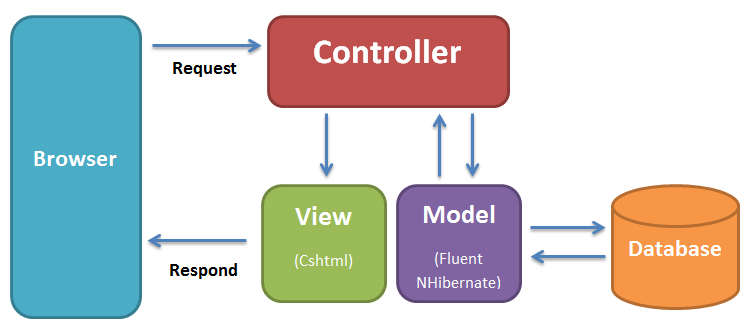 Controller
Request
Browser
View
(Cshtml)
Model
(Fluent
NHibernate)
Database
Respond